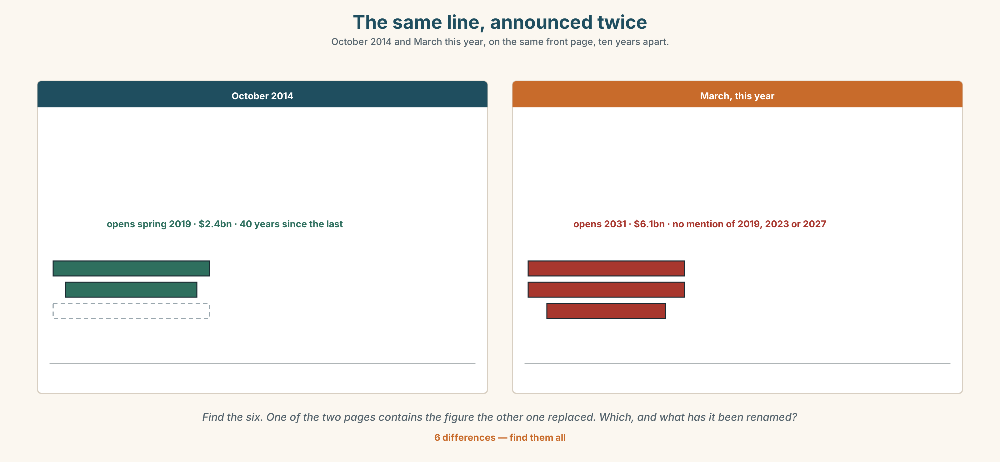 The same line, announced twice
October 2014 and March this year, on the same front page, ten years apart.
October 2014
March, this year
opens spring 2019 · $2.4bn · 40 years since the last
opens 2031 · $6.1bn · no mention of 2019, 2023 or 2027
Find the six. One of the two pages contains the figure the other one replaced. Which, and what has it been renamed?
6 differences — find them all